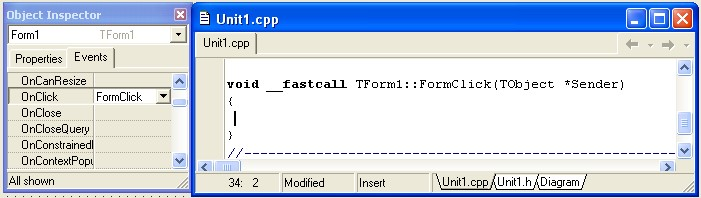 Object Inspector
Form1 TForm1
Properties Events
OnCanResize
OnClick FormClick
OnClose
OnCloseQuery
OnConstrainedI
OnContextPopu
All shown
Unit1.cpp
Unit1.cpp
void __fastcall TForm1::FormClick(TObject *Sender)
{
}
//--------------------------------------------------------------
34: 2 Modified Insert Unit1.cpp Unit1.h Diagram